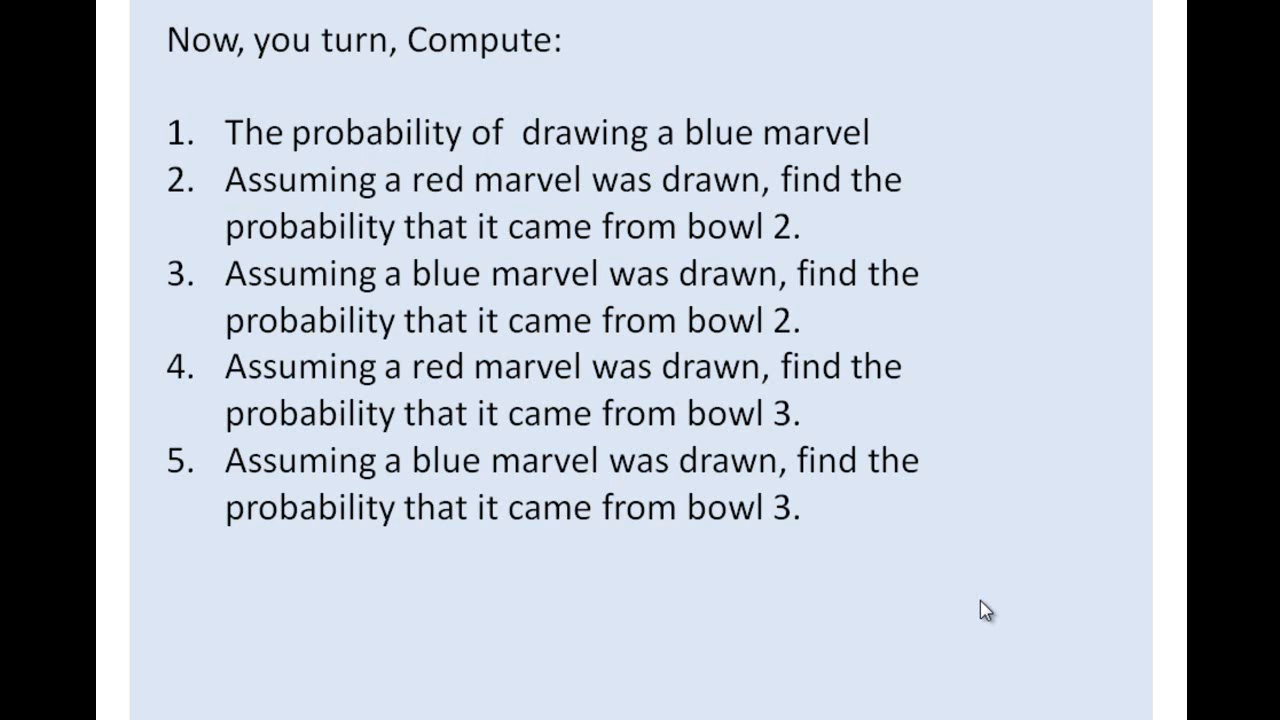 Now, you turn, Compute:
1. The probability of drawing a blue marvel
2. Assuming a red marvel was drawn, find the
probability that it came from bowl 2.
3. Assuming a blue marvel was drawn, find the
probability that it came from bowl 2.
4. Assuming a red marvel was drawn, find the
probability that it came from bowl 3.
5. Assuming a blue marvel was drawn, find the
probability that it came from bowl 3.